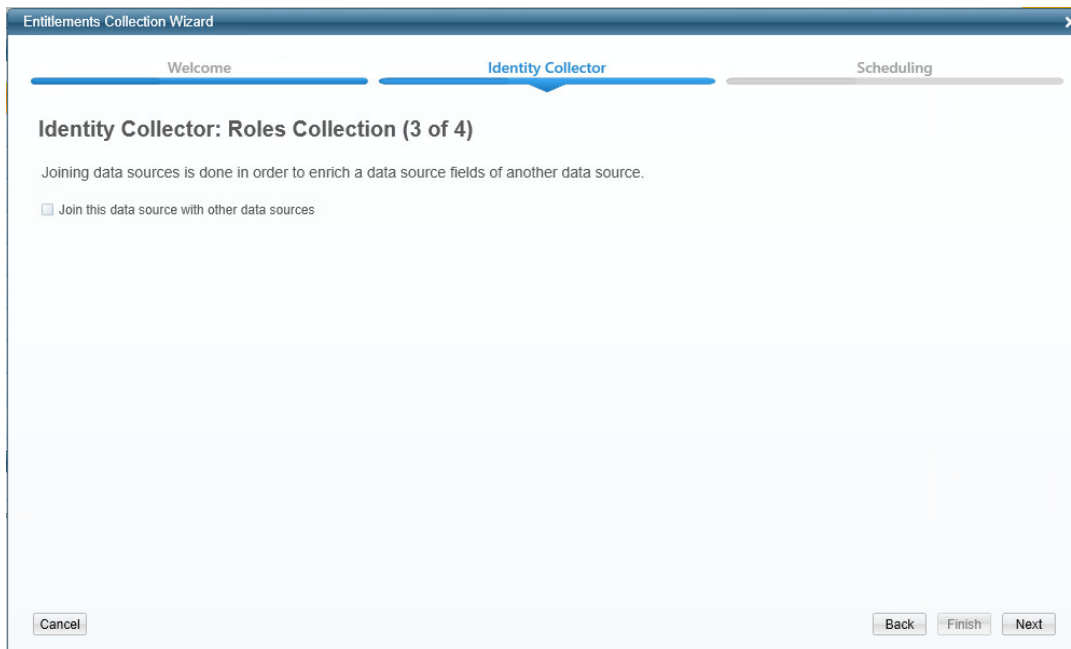 Entitlements Collection Wizard
Welcome
Identity Collector
Scheduling
Identity Collector: Roles Collection (3 of 4)
Joining data sources is done in order to enrich a data source fields of another data source.
Join this data source with other data sources
Cancel
Back
Finish
Next